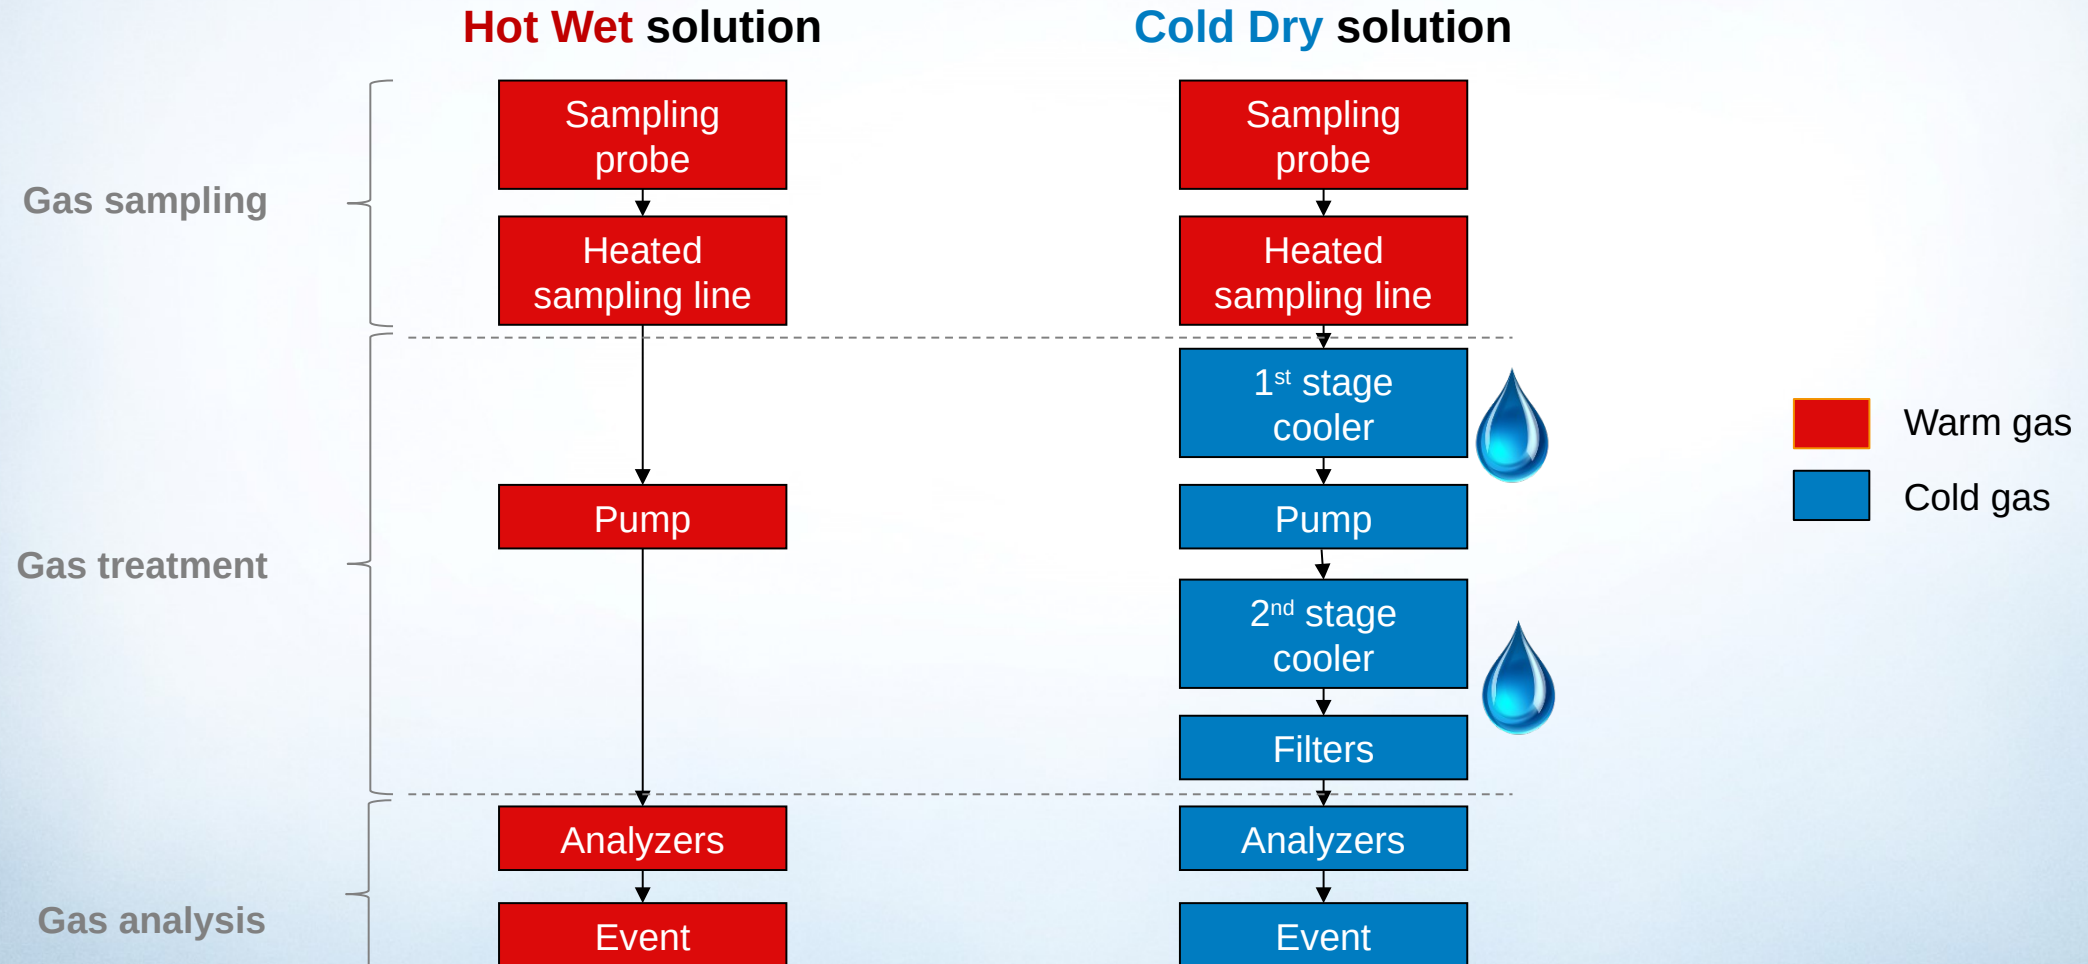 Hot Wet solution
Cold Dry solution
Gas sampling
Sampling
probe
Heated
sampling line
Sampling
probe
Heated
sampling line
Gas treatment
Pump
1st stage
cooler
Pump
2nd stage
cooler
Filters
Warm gas
Cold gas
Gas analysis
Analyzers
Event
Analyzers
Event